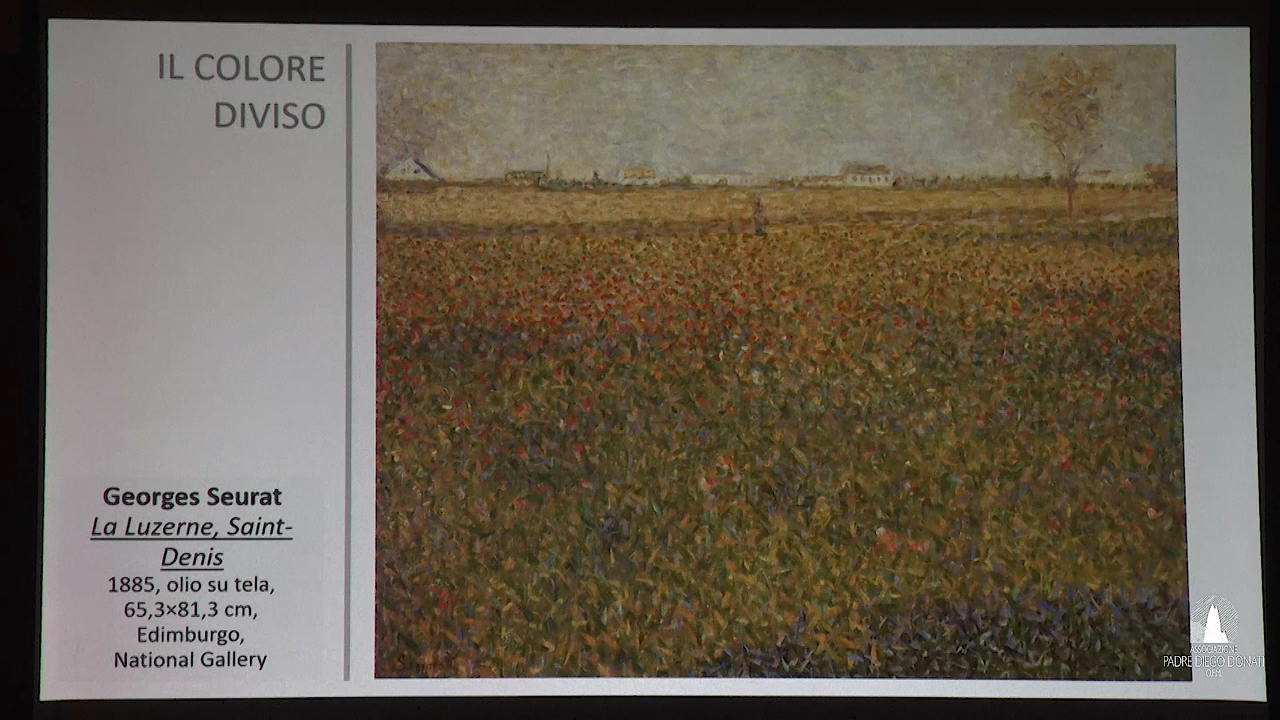 IL COLORE
DIVISO
Georges Seurat
La Luzerne, Saint-
Denis
1885, olio su tela,
65,3×81,3 cm,
Edimburgo,
National Gallery
ASSOCIAZIONE
PADRE DIEGO DONATI
O.F.M.